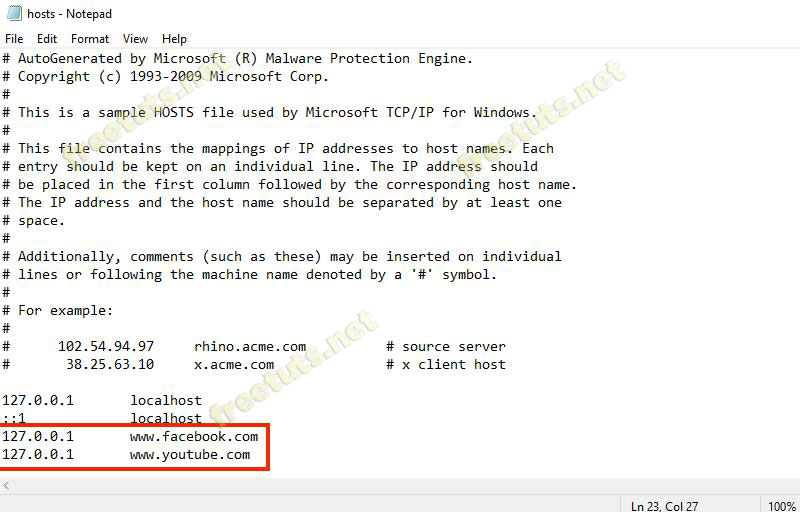 hosts - Notepad
File Edit Format View Help
# AutoGenerated by Microsoft (R) Malware Protection Engine.
# Copyright (c) 1993-2009 Microsoft Corp.
#
# This is a sample HOSTS file used by Microsoft TCP/IP for Windows.
#
# This file contains the mappings of IP addresses to host names. Each
# entry should be kept on an individual line. The IP address should
# be placed in the first column followed by the corresponding host name.
# The IP address and the host name should be separated by at least one
# space.
#
# Additionally, comments (such as these) may be inserted on individual
# lines or following the machine name denoted by a '#' symbol.
#
# For example:
#
#      102.54.94.97     rhino.acme.com          # source server
#       38.25.63.10     x.acme.com              # x client host
127.0.0.1       localhost
::1             localhost
127.0.0.1       www.facebook.com
127.0.0.1       www.youtube.com
Ln 23, Col 27 100%
freetuts.net
freetuts.net
freetuts.net